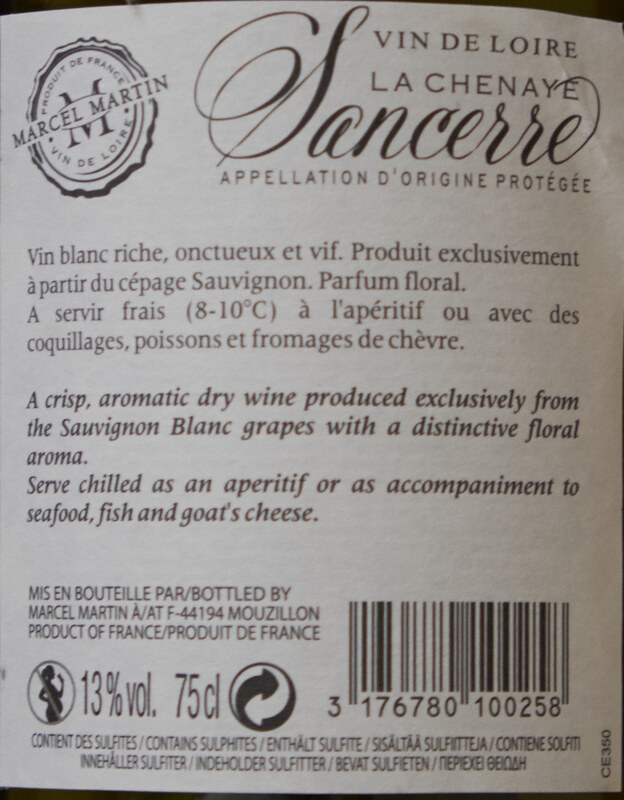 PRODUIT DE FRANCE
M
MARCEL MARTIN
VIN DE LOIRE
VIN DE LOIRE
LA CHENAYE
Sancerre
APPELLATION D'ORIGINE PROTÉGÉE
Vin blanc riche, onctueux et vif. Produit exclusivement
à partir du cépage Sauvignon. Parfum floral.
A servir frais (8-10°C) à l'apéritif ou avec des
coquillages, poissons et fromages de chèvre.
A crisp, aromatic dry wine produced exclusively from
the Sauvignon Blanc grapes with a distinctive floral
aroma.
Serve chilled as an aperitif or as accompaniment to
seafood, fish and goat's cheese.
MIS EN BOUTEILLE PAR/BOTTLED BY
MARCEL MARTIN À/AT F-44194 MOUZILLON
PRODUCT OF FRANCE/PRODUIT DE FRANCE
13%vol. 75cl
3 176780 100258
CONTIENT DES SULFITES / CONTAINS SULPHITES / ENTHÄLT SULFITE / SISÄLTÄÄ SULFIITTEJA / CONTIENE SOLFITI
INNEHÅLLER SULFITER / INDEHOLDER SULFITTER / BEVAT SULFIETEN / ΠΕΡΙΕΧΕΙ ΘΕΙΩΔΗ
CE350